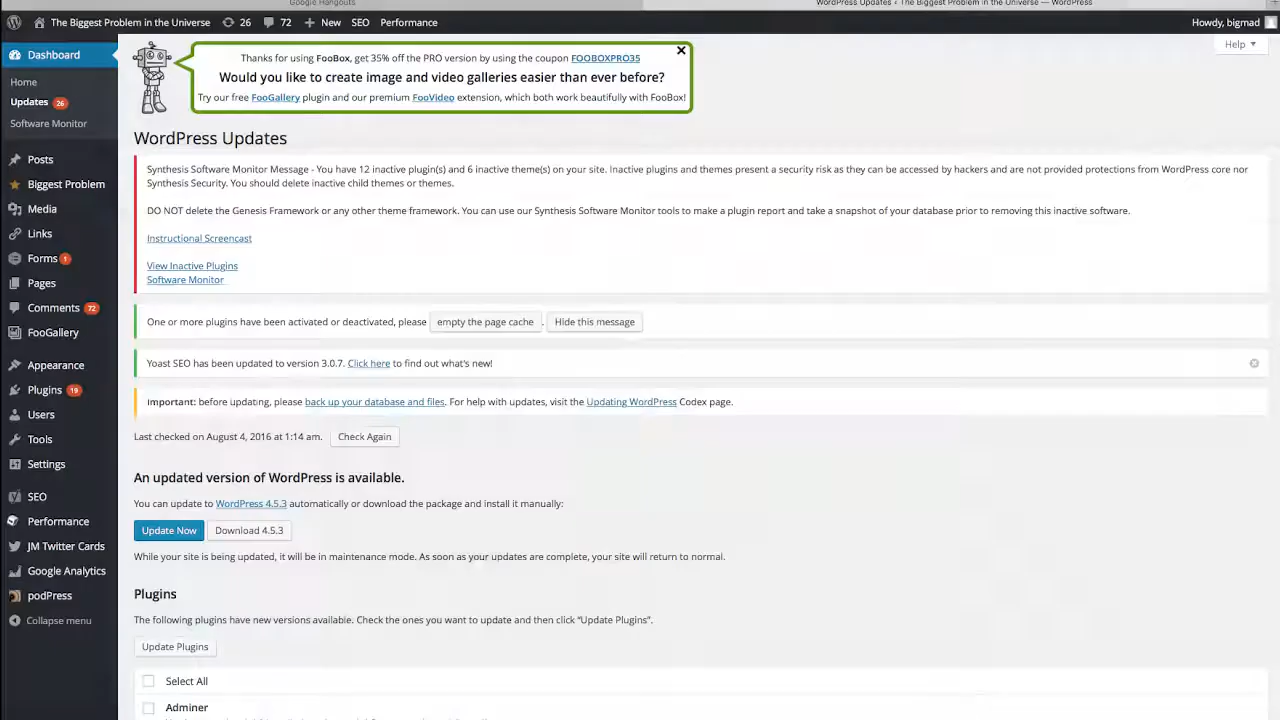 Google Hangouts
WordPress Updates ‹ The Biggest Problem in the Universe — WordPress
The Biggest Problem in the Universe 26 72 + New SEO Performance
Howdy, bigmad
Dashboard
Home
Updates 26
Software Monitor
Posts
Biggest Problem
Media
Links
Forms 1
Pages
Comments 72
FooGallery
Appearance
Plugins 19
Users
Tools
Settings
SEO
Performance
JM Twitter Cards
Google Analytics
podPress
Collapse menu
Help
Thanks for using FooBox, get 35% off the PRO version by using the coupon FOOBOXPRO35
Would you like to create image and video galleries easier than ever before?
Try our free FooGallery plugin and our premium FooVideo extension, which both work beautifully with FooBox!
WordPress Updates
Synthesis Software Monitor Message - You have 12 inactive plugin(s) and 6 inactive theme(s) on your site. Inactive plugins and themes present a security risk as they can be accessed by hackers and are not provided protections from WordPress core nor
Synthesis Security. You should delete inactive child themes or themes.
DO NOT delete the Genesis Framework or any other theme framework. You can use our Synthesis Software Monitor tools to make a plugin report and take a snapshot of your database prior to removing this inactive software.
Instructional Screencast
View Inactive Plugins
Software Monitor
One or more plugins have been activated or deactivated, please empty the page cache . Hide this message
Yoast SEO has been updated to version 3.0.7. Click here to find out what's new!
Important: before updating, please back up your database and files. For help with updates, visit the Updating WordPress Codex page.
Last checked on August 4, 2016 at 1:14 am. Check Again
An updated version of WordPress is available.
You can update to WordPress 4.5.3 automatically or download the package and install it manually:
Update Now Download 4.5.3
While your site is being updated, it will be in maintenance mode. As soon as your updates are complete, your site will return to normal.
Plugins
The following plugins have new versions available. Check the ones you want to update and then click “Update Plugins”.
Update Plugins
Select All
Adminer